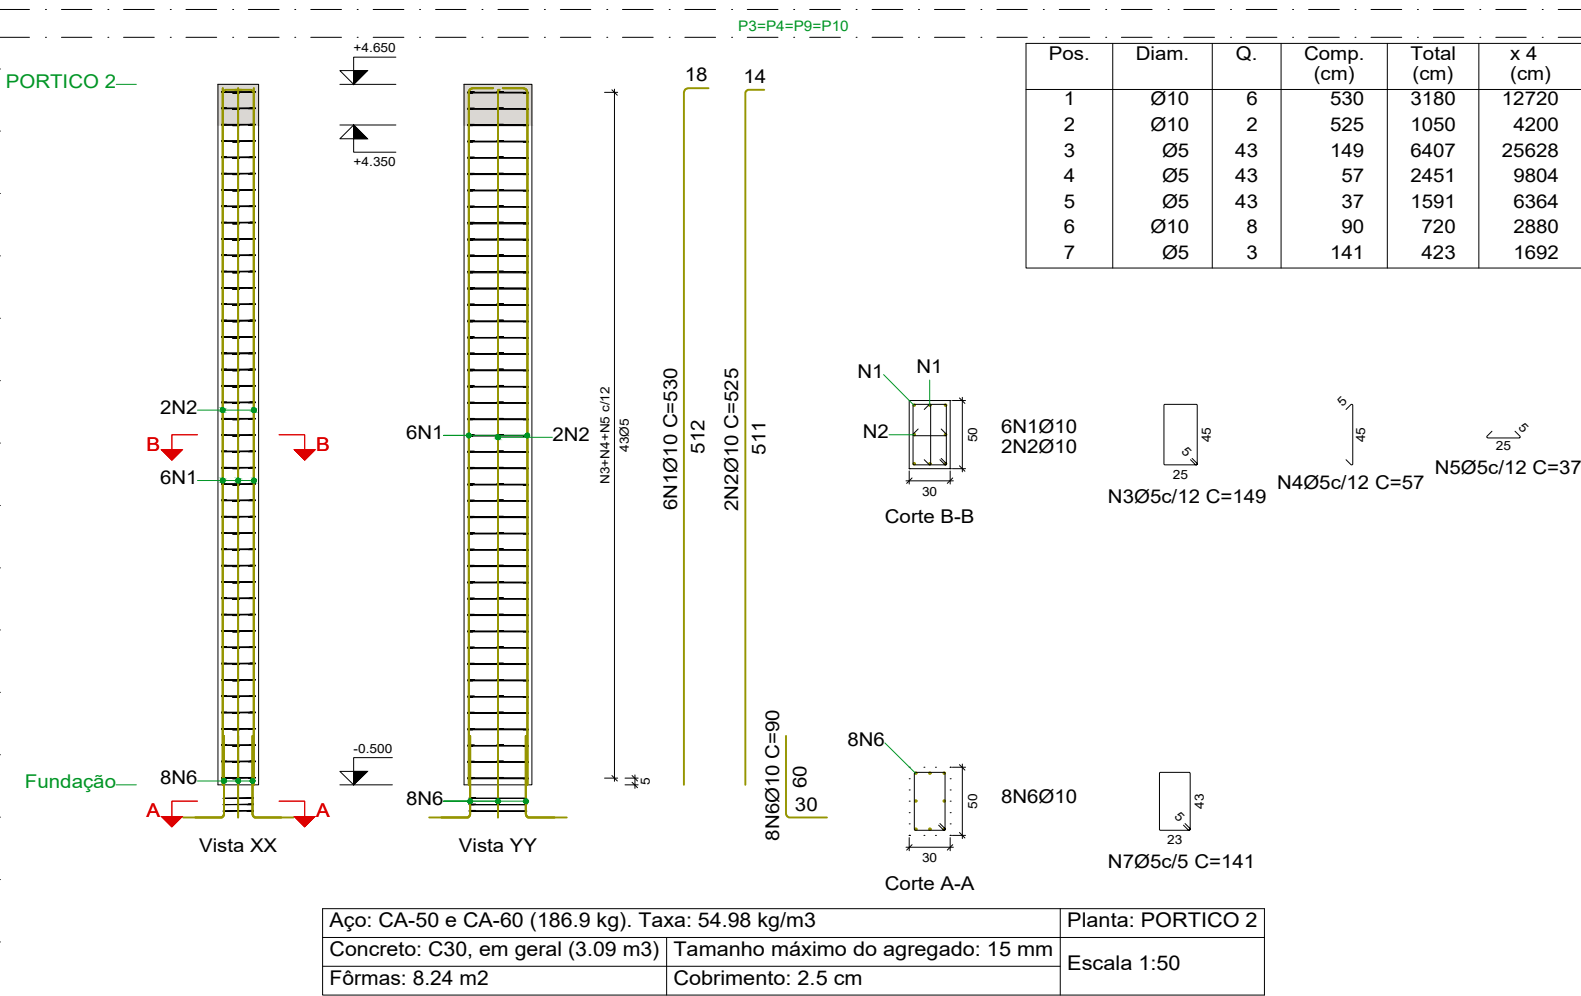 P3=P4=P9=P10
PORTICO 2
+4.650
+4.350
18
14
Pos. Diam. Q. Comp. (cm) Total (cm) x 4 (cm)
1 Ø10 6 530 3180 12720
2 Ø10 2 525 1050 4200
3 Ø5 43 149 6407 25628
4 Ø5 43 57 2451 9804
5 Ø5 43 37 1591 6364
6 Ø10 8 90 720 2880
7 Ø5 3 141 423 1692
2N2
B B
6N1
6N1
2N2
N3+N4+N5 c/12
43Ø5
6N1Ø10 C=530
512
2N2Ø10 C=525
511
N1 N1
N2
50
30
6N1Ø10
2N2Ø10
Corte B-B
45
5
25
N3Ø5c/12 C=149
5
45
N4Ø5c/12 C=57
5
25
N5Ø5c/12 C=37
-0.500
Fundação
8N6
A A
Vista XX
8N6
Vista YY
5
8N6Ø10 C=90
60
30
8N6
50
30
8N6Ø10
Corte A-A
43
5
23
N7Ø5c/5 C=141
Aço: CA-50 e CA-60 (186.9 kg). Taxa: 54.98 kg/m3
Planta: PORTICO 2
Concreto: C30, em geral (3.09 m3)
Tamanho máximo do agregado: 15 mm
Escala 1:50
Fôrmas: 8.24 m2
Cobrimento: 2.5 cm